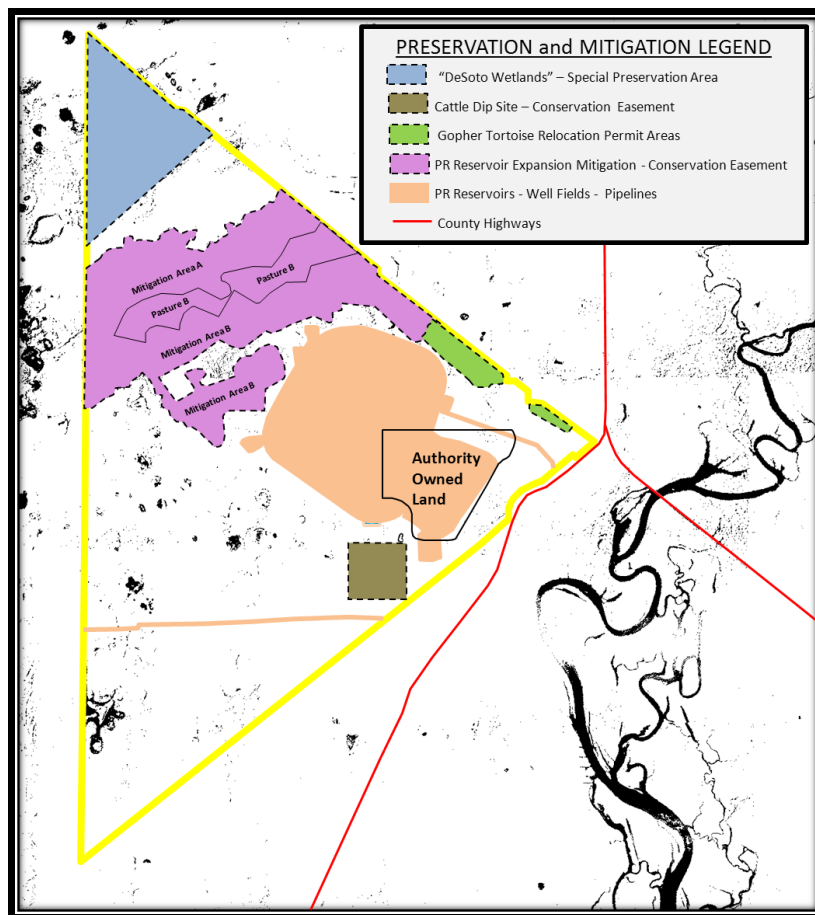 PRESERVATION and MITIGATION LEGEND
“DeSoto Wetlands” – Special Preservation Area
Cattle Dip Site – Conservation Easement
Gopher Tortoise Relocation Permit Areas
PR Reservoir Expansion Mitigation - Conservation Easement
PR Reservoirs - Well Fields - Pipelines
County Highways
Mitigation Area A
Pasture B
Pasture B
Mitigation Area B
Mitigation Area B
Authority
Owned
Land